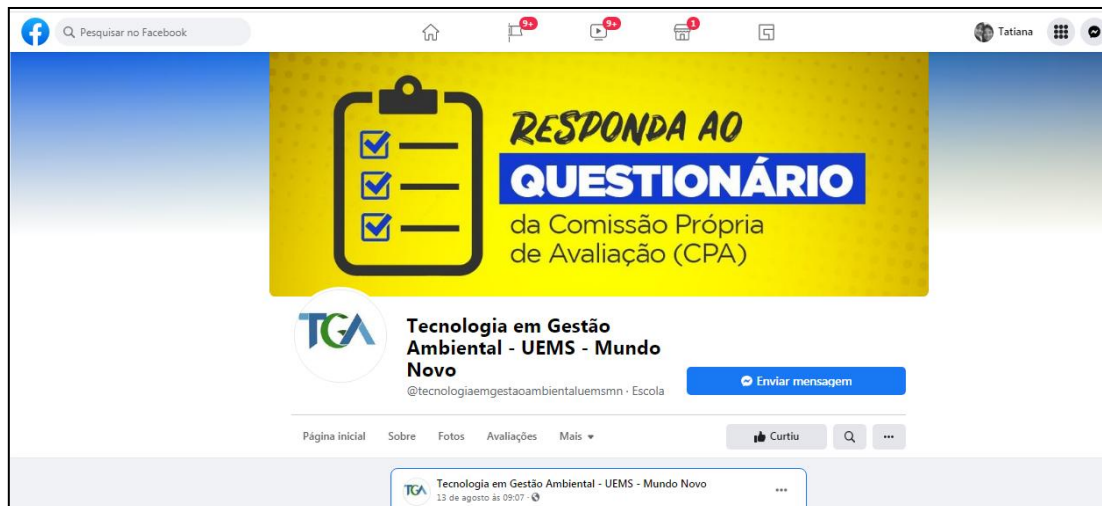 Pesquisar no Facebook
9+
9+
1
Tatiana
RESPONDA AO
QUESTIONÁRIO
da Comissão Própria
de Avaliação (CPA)
TGA
Tecnologia em Gestão
Ambiental - UEMS - Mundo
Novo
@tecnologiaemgestaoambientaluemsmn · Escola
Enviar mensagem
Página inicial Sobre Fotos Avaliações Mais
Curtiu
TGA
Tecnologia em Gestão Ambiental - UEMS - Mundo Novo
13 de agosto às 09:07 ·